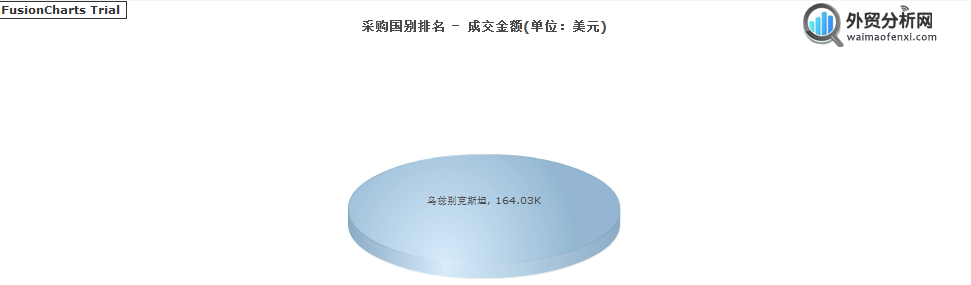 FusionCharts Trial
采购国别排名 － 成交金额(单位：美元)
外贸分析网
waimaofenxi.com
乌兹别克斯坦, 164.03K